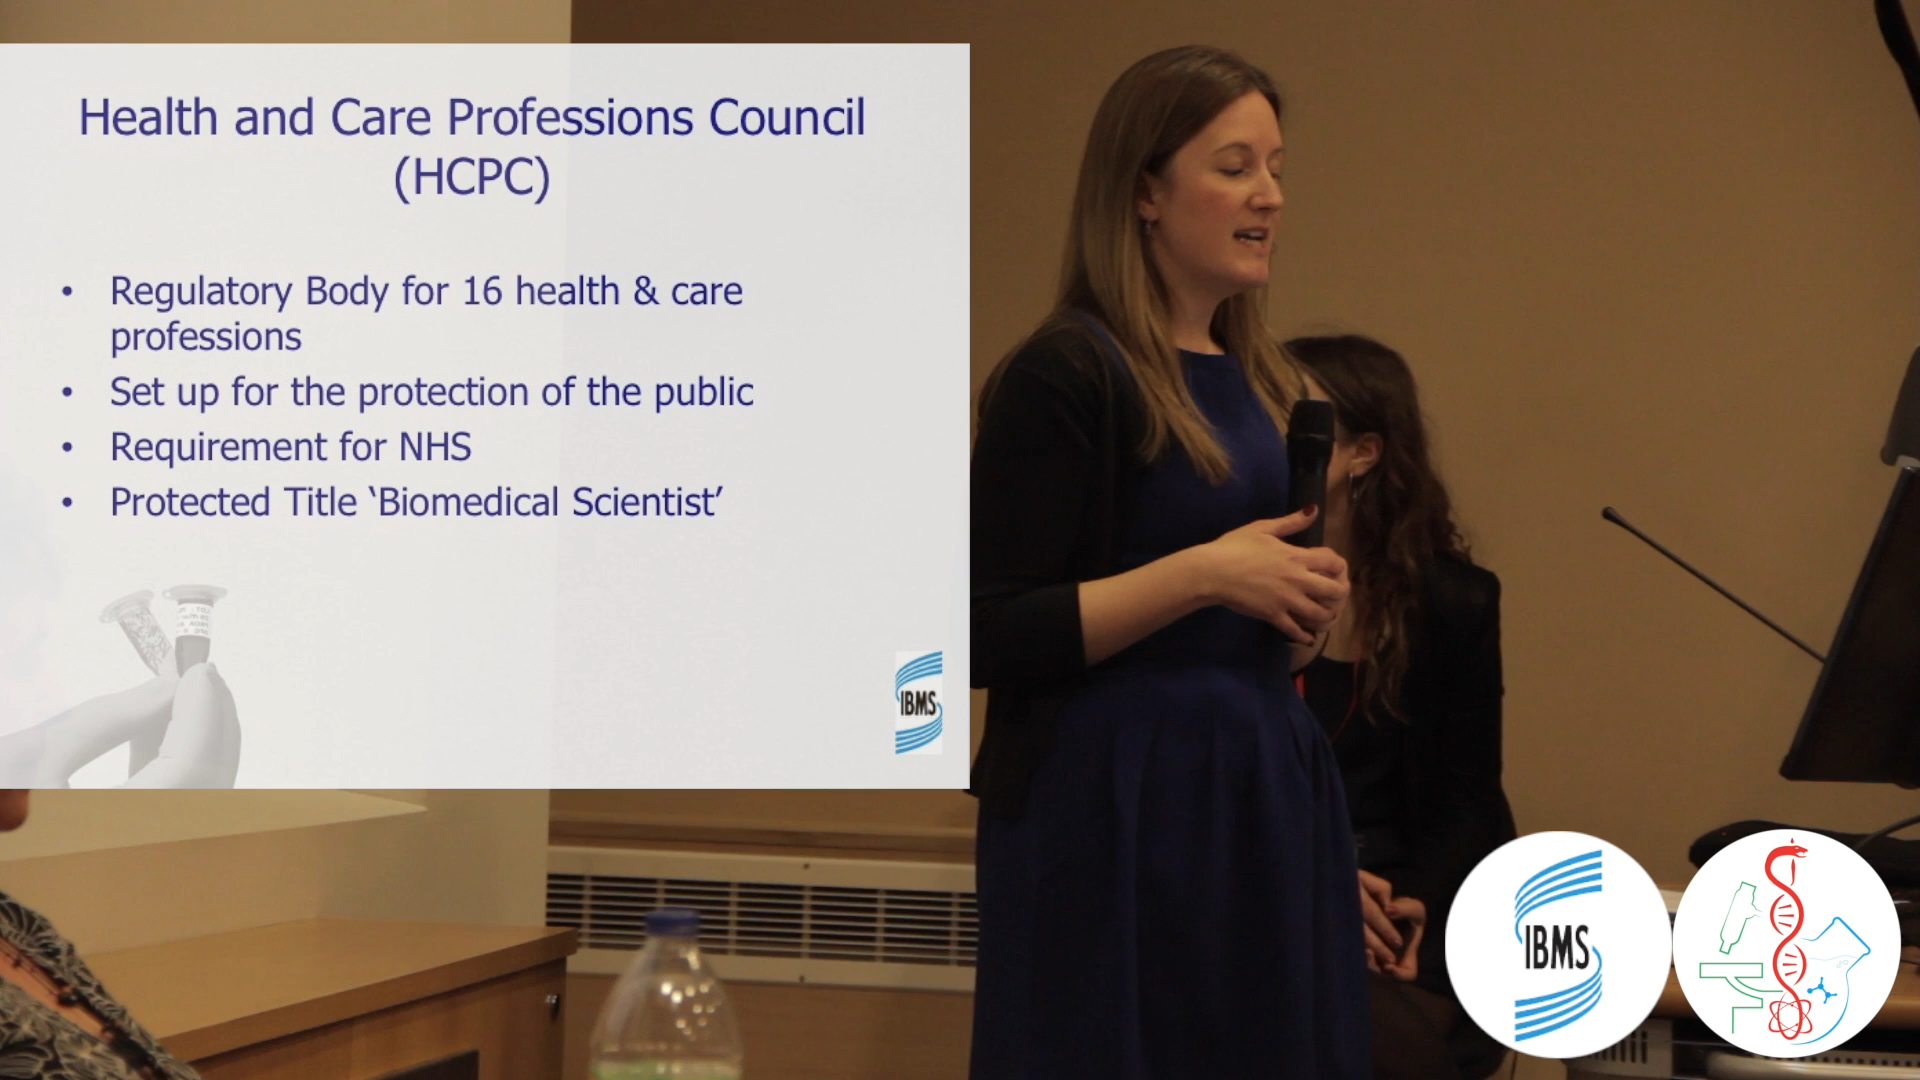 Health and Care Professions Council
(HCPC)
• Regulatory Body for 16 health & care
professions
• Set up for the protection of the public
• Requirement for NHS
• Protected Title ‘Biomedical Scientist’
IBMS
IBMS